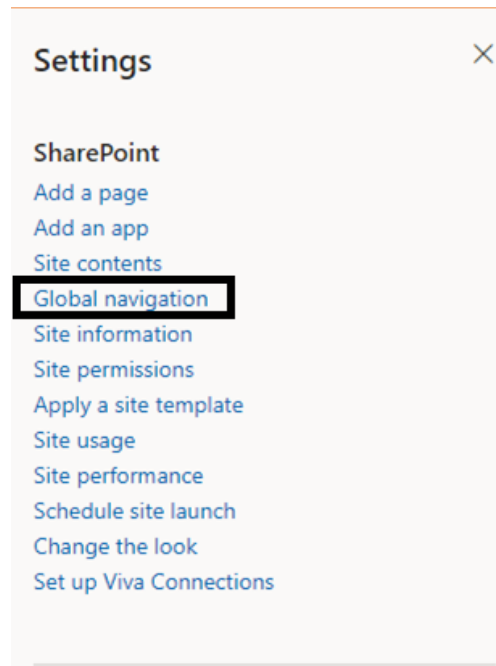 Settings
SharePoint
Add a page
Add an app
Site contents
Global navigation
Site information
Site permissions
Apply a site template
Site usage
Site performance
Schedule site launch
Change the look
Set up Viva Connections